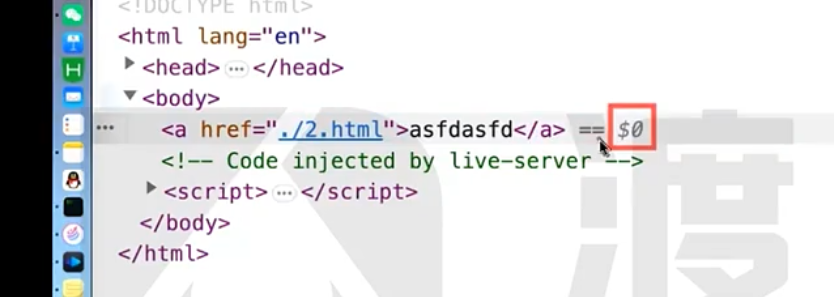 <!DOCTYPE html>
<html lang="en">
<head> ••• </head>
<body>
••• <a href="./2.html">asfdasfd</a> == $0
<!-- Code injected by live-server -->
<script> ••• </script>
</body>
</html>
渡